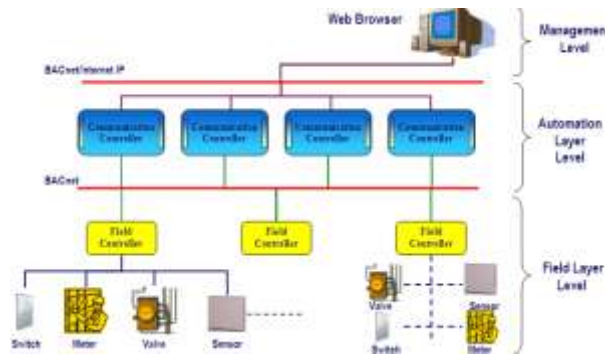 Web Browser
Management
Level
BACnet/Internet IP
Communication
Controller
Communication
Controller
Communication
Controller
Communication
Controller
Automation
Layer
Level
BACnet
Field
Controller
Field
Controller
Field
Controller
Field Layer
Level
Switch
Meter
Valve
Sensor
Valve
Sensor
Switch
Meter